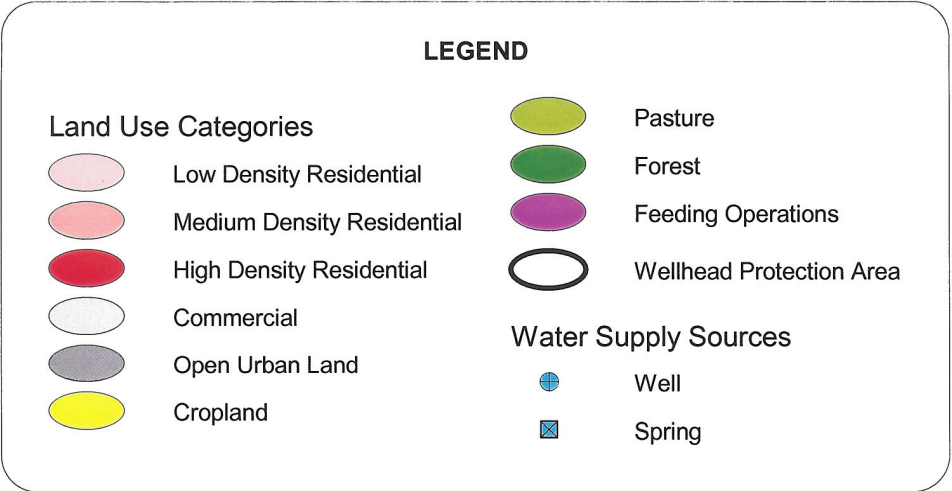 LEGEND
Land Use Categories
Low Density Residential
Medium Density Residential
High Density Residential
Commercial
Open Urban Land
Cropland
Pasture
Forest
Feeding Operations
Wellhead Protection Area
Water Supply Sources
Well
Spring